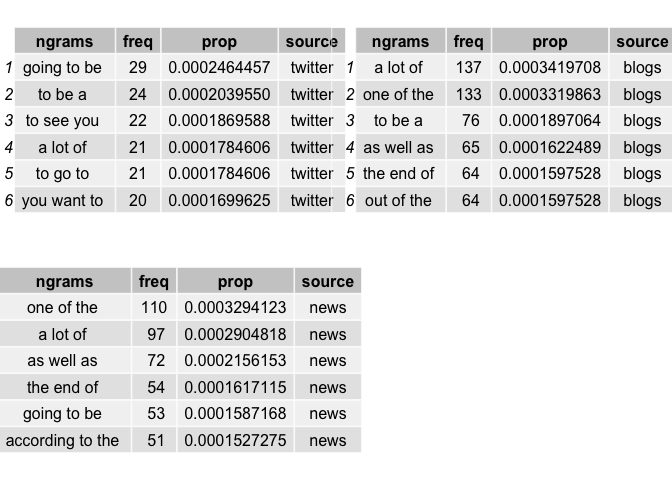 ngrams freq prop source
1 going to be 29 0.0002464457 twitter
2 to be a 24 0.0002039550 twitter
3 to see you 22 0.0001869588 twitter
4 a lot of 21 0.0001784606 twitter
5 to go to 21 0.0001784606 twitter
6 you want to 20 0.0001699625 twitter
ngrams freq prop source
1 a lot of 137 0.0003419708 blogs
2 one of the 133 0.0003319863 blogs
3 to be a 76 0.0001897064 blogs
4 as well as 65 0.0001622489 blogs
5 the end of 64 0.0001597528 blogs
6 out of the 64 0.0001597528 blogs
ngrams freq prop source
one of the 110 0.0003294123 news
a lot of 97 0.0002904818 news
as well as 72 0.0002156153 news
the end of 54 0.0001617115 news
going to be 53 0.0001587168 news
according to the 51 0.0001527275 news